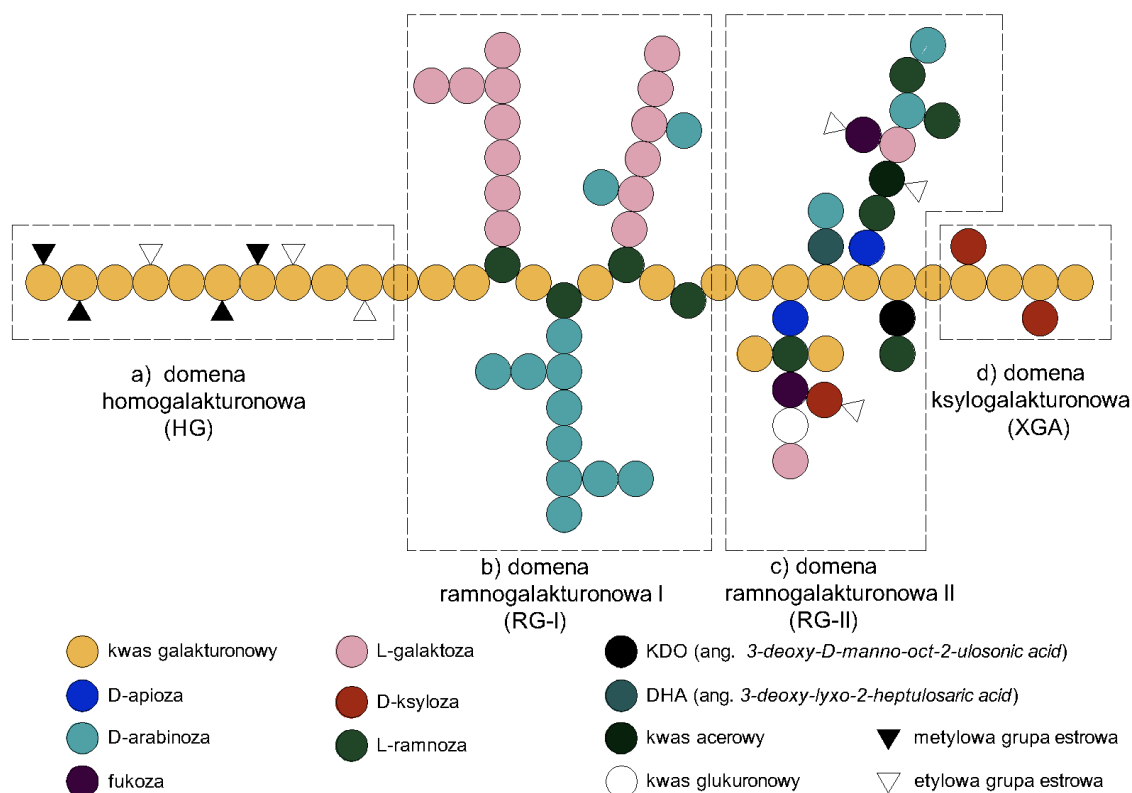 a) domena
homogalakturonowa
(HG)
b) domena
ramnogalakturonowa I
(RG-I)
c) domena
ramnogalakturonowa II
(RG-II)
d) domena
ksylogalakturonowa
(XGA)
kwas galakturonowy
D-apioza
D-arabinoza
fukoza
L-galaktoza
D-ksyloza
L-ramnoza
KDO (ang. 3-deoxy-D-manno-oct-2-ulosonic acid)
DHA (ang. 3-deoxy-lyxo-2-heptulosaric acid)
kwas acerowy
kwas glukuronowy
metylowa grupa estrowa
etylowa grupa estrowa